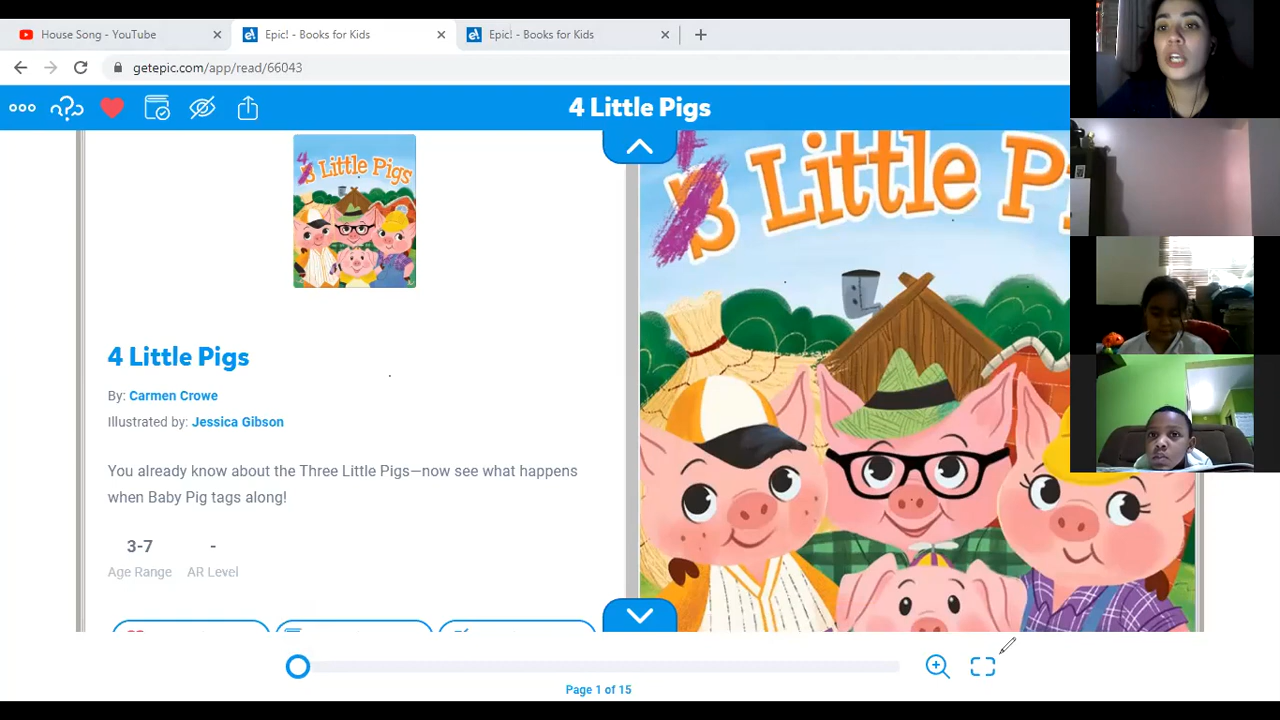 House Song - YouTube
Epic! - Books for Kids
Epic! - Books for Kids
getepic.com/app/read/66043
4 Little Pigs
4 3 Little Pigs
4 Little Pigs
By: Carmen Crowe
Illustrated by: Jessica Gibson
You already know about the Three Little Pigs—now see what happens
when Baby Pig tags along!
3-7 -
Age Range AR Level
3 Little P
Page 1 of 15